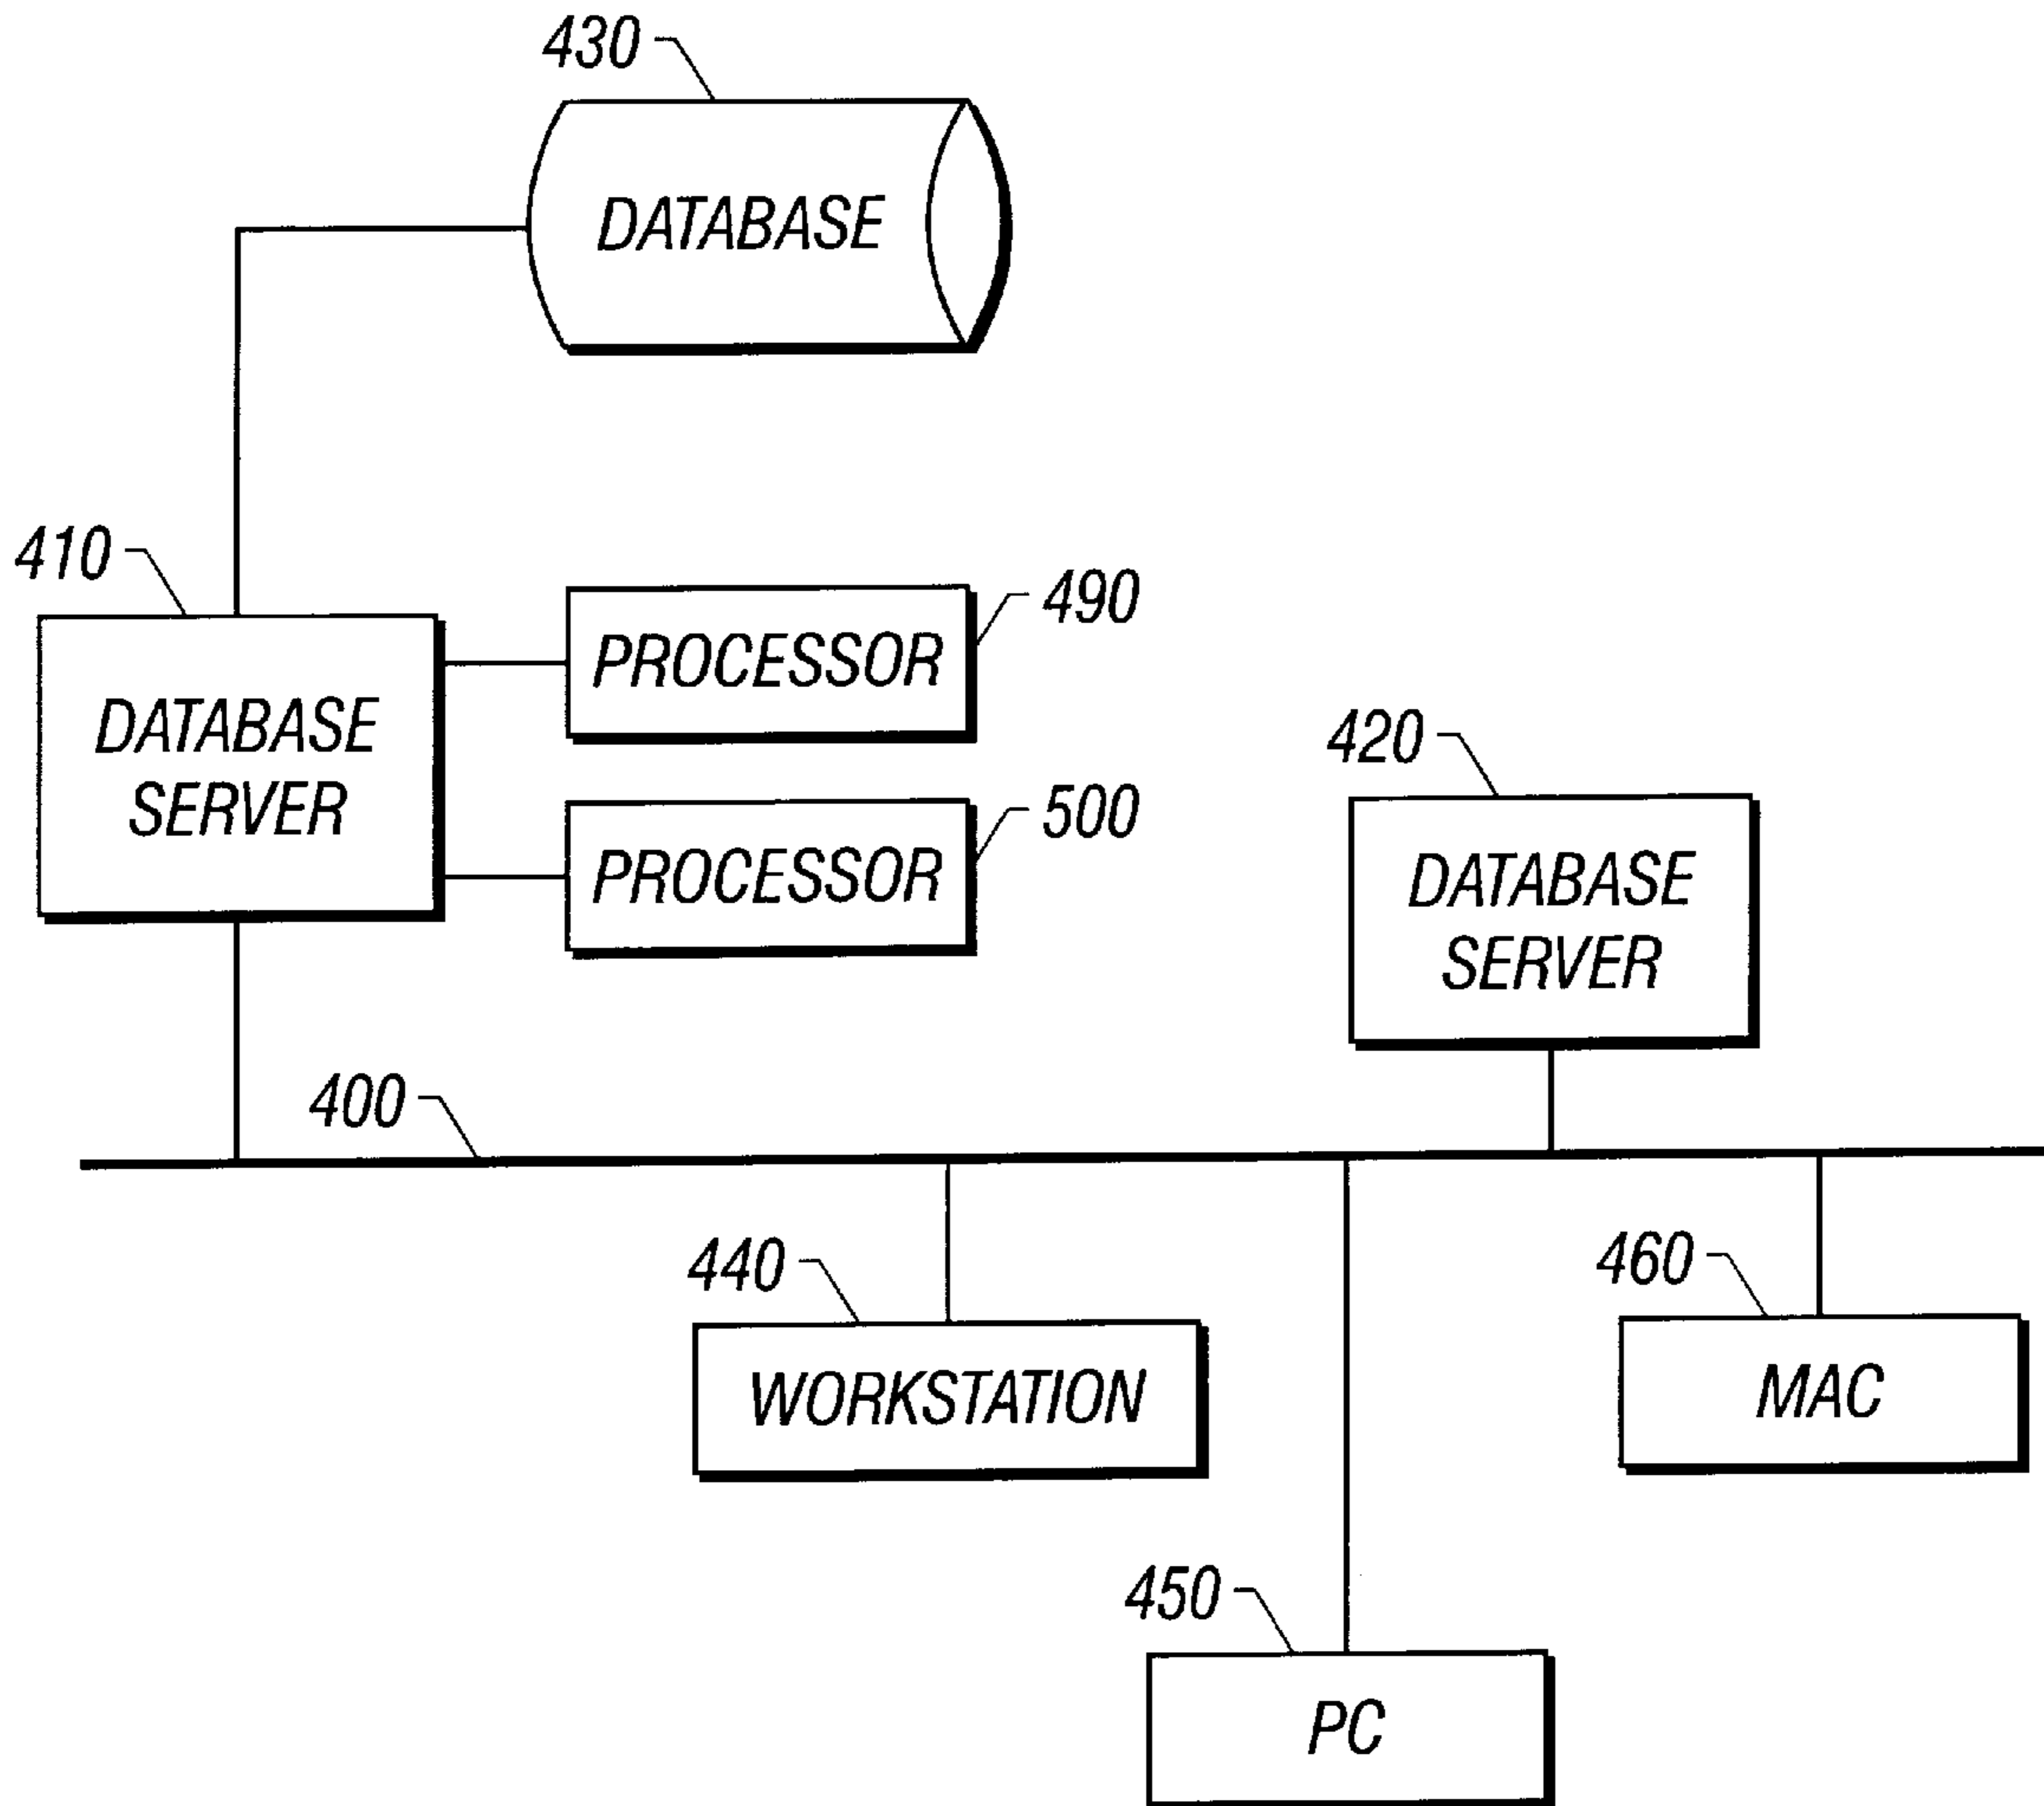 430
DATABASE
410
DATABASE
SERVER
PROCESSOR
490
PROCESSOR
500
420
DATABASE
SERVER
400
440
WORKSTATION
460
MAC
450
PC